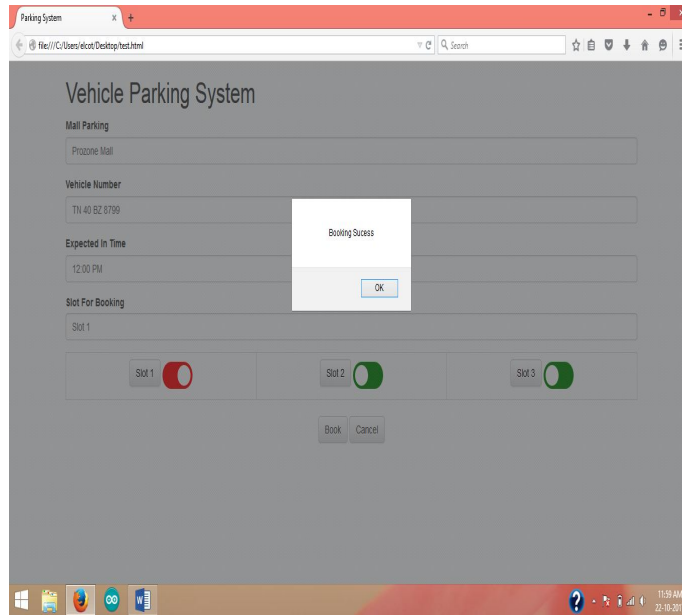 Parking System
file:///C:/Users/elcot/Desktop/test.html
Search
Vehicle Parking System
Mall Parking
Prozone Mall
Vehicle Number
TN 40 BZ 6799
Expected In Time
12:00 PM
Slot For Booking
Slot 1
Booking Sucess
OK
Slot 1
Slot 2
Slot 3
Book
Cancel
11:59 AM